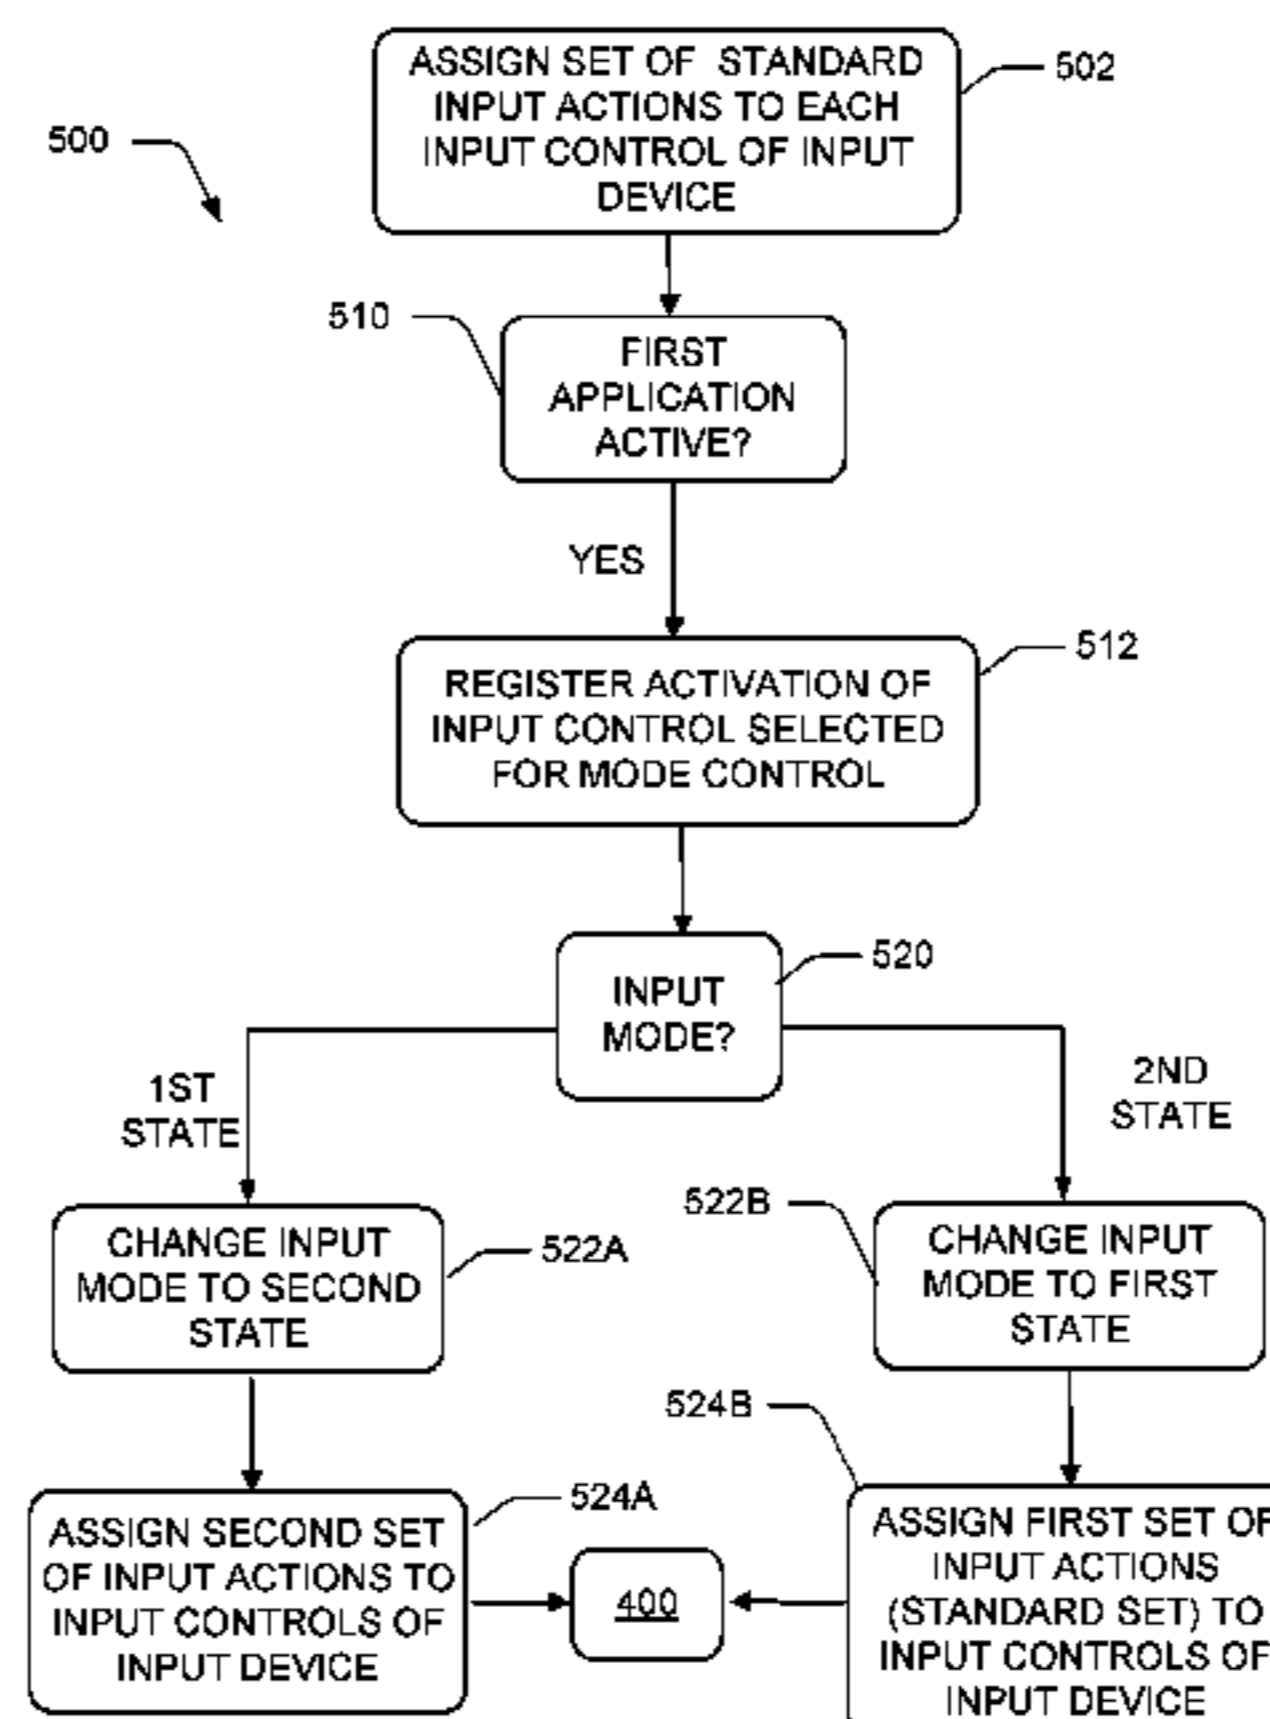 ASSIGN SET OF STANDARD
INPUT ACTIONS TO EACH
INPUT CONTROL OF INPUT
DEVICE
502
500
510
FIRST
APPLICATION
ACTIVE?
YES
512
REGISTER ACTIVATION OF
INPUT CONTROL SELECTED
FOR MODE CONTROL
520
INPUT
MODE?
1ST
STATE
2ND
STATE
522A
CHANGE INPUT
MODE TO SECOND
STATE
522B
CHANGE INPUT
MODE TO FIRST
STATE
524A
ASSIGN SECOND SET
OF INPUT ACTIONS TO
INPUT CONTROLS OF
INPUT DEVICE
400
524B
ASSIGN FIRST SET OF
INPUT ACTIONS
(STANDARD SET) TO
INPUT CONTROLS OF
INPUT DEVICE